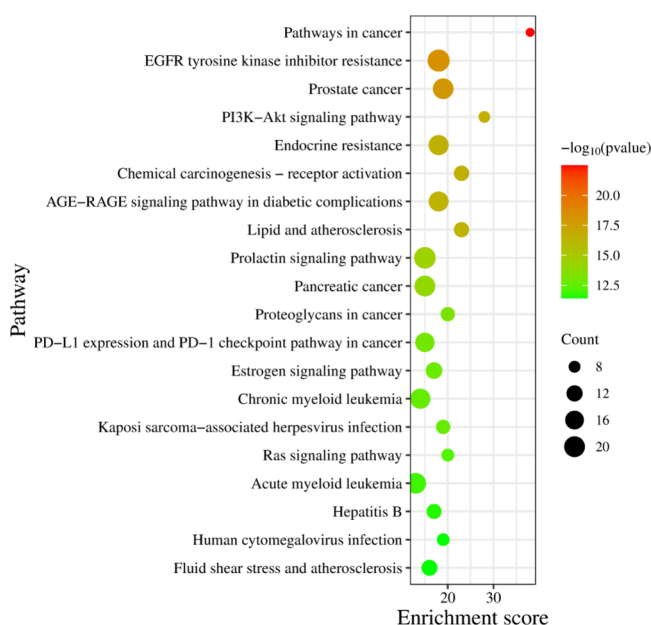 Pathways in cancer
EGFR tyrosine kinase inhibitor resistance
Prostate cancer
PI3K−Akt signaling pathway
Endocrine resistance
Chemical carcinogenesis − receptor activation
AGE−RAGE signaling pathway in diabetic complications
Lipid and atherosclerosis
Prolactin signaling pathway
Pancreatic cancer
Proteoglycans in cancer
PD−L1 expression and PD−1 checkpoint pathway in cancer
Estrogen signaling pathway
Chronic myeloid leukemia
Kaposi sarcoma−associated herpesvirus infection
Ras signaling pathway
Acute myeloid leukemia
Hepatitis B
Human cytomegalovirus infection
Fluid shear stress and atherosclerosis
Pathway
20 30
Enrichment score
−log₁₀(pvalue)
20.0
17.5
15.0
12.5
Count
8
12
16
20